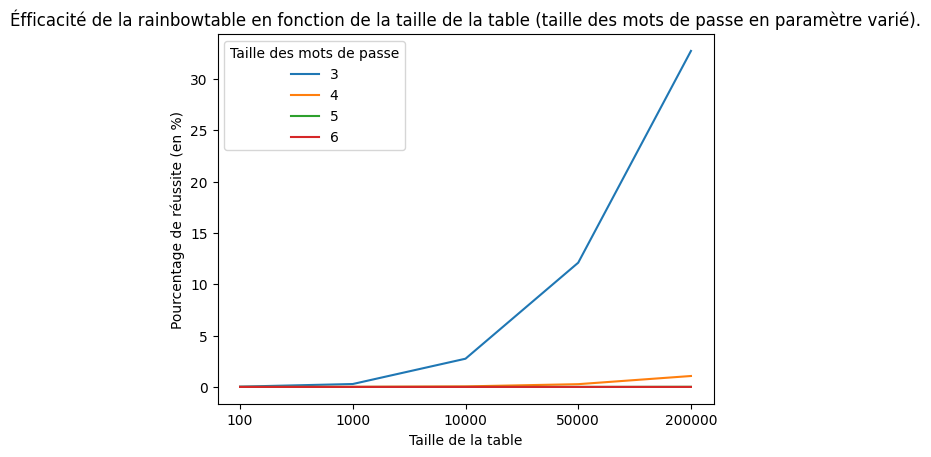 Éfficacité de la rainbowtable en fonction de la taille de la table (taille des mots de passe en paramètre varié).
Taille des mots de passe
3
4
5
6
Pourcentage de réussite (en %)
30
25
20
15
10
5
0
100 1000 10000 50000 200000
Taille de la table